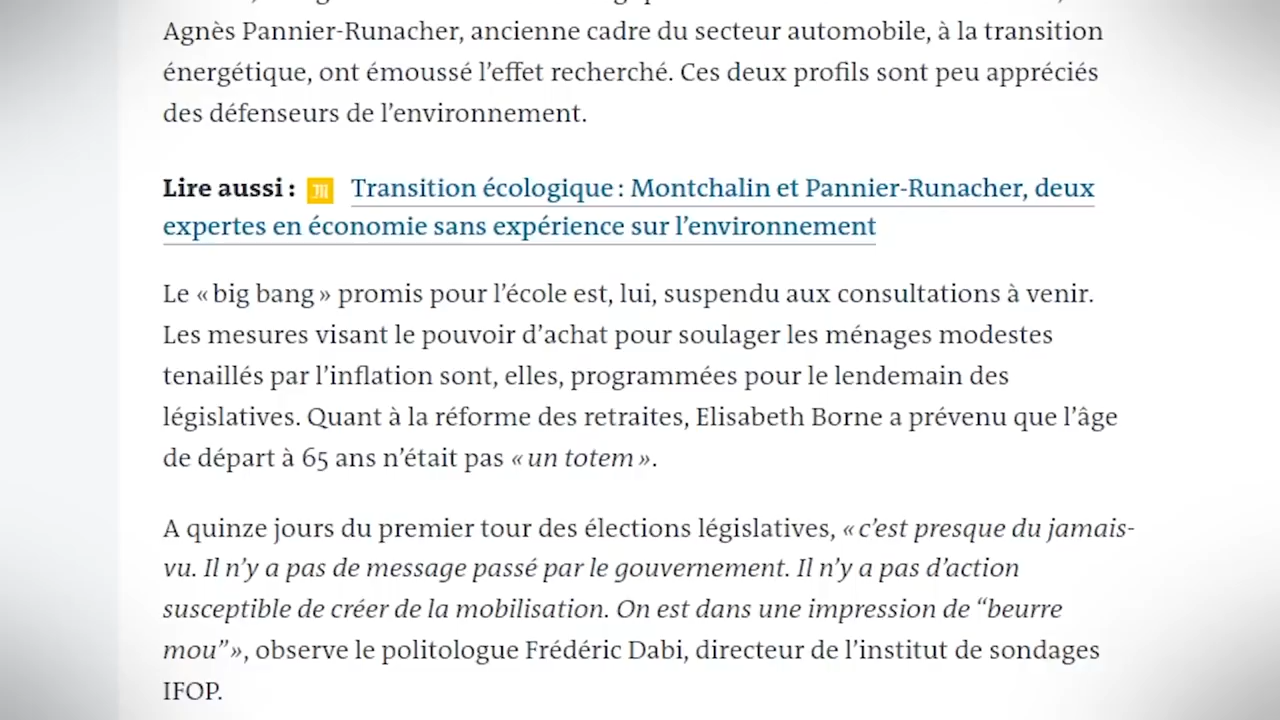 Agnès Pannier-Runacher, ancienne cadre du secteur automobile, à la transition
énergétique, ont émoussé l’effet recherché. Ces deux profils sont peu appréciés
des défenseurs de l’environnement.
Lire aussi : Transition écologique : Montchalin et Pannier-Runacher, deux
expertes en économie sans expérience sur l’environnement
Le « big bang » promis pour l’école est, lui, suspendu aux consultations à venir.
Les mesures visant le pouvoir d’achat pour soulager les ménages modestes
tenaillés par l’inflation sont, elles, programmées pour le lendemain des
législatives. Quant à la réforme des retraites, Elisabeth Borne a prévenu que l’âge
de départ à 65 ans n’était pas « un totem ».
A quinze jours du premier tour des élections législatives, « c’est presque du jamais-
vu. Il n’y a pas de message passé par le gouvernement. Il n’y a pas d’action
susceptible de créer de la mobilisation. On est dans une impression de “beurre
mou” », observe le politologue Frédéric Dabi, directeur de l’institut de sondages
IFOP.